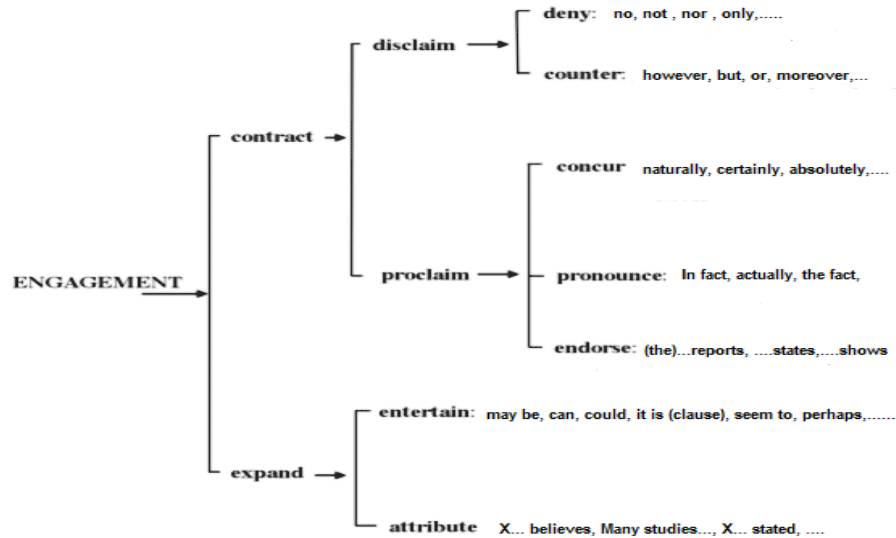 deny: no, not , nor , only,.....
disclaim
counter: however, but, or, moreover,...
contract
concur naturally, certainly, absolutely,....
ENGAGEMENT
proclaim
pronounce: In fact, actually, the fact,
endorse: (the)...reports, ....states,....shows
entertain: may be, can, could, it is (clause), seem to, perhaps,......
expand
attribute X... believes, Many studies..., X... stated, ....